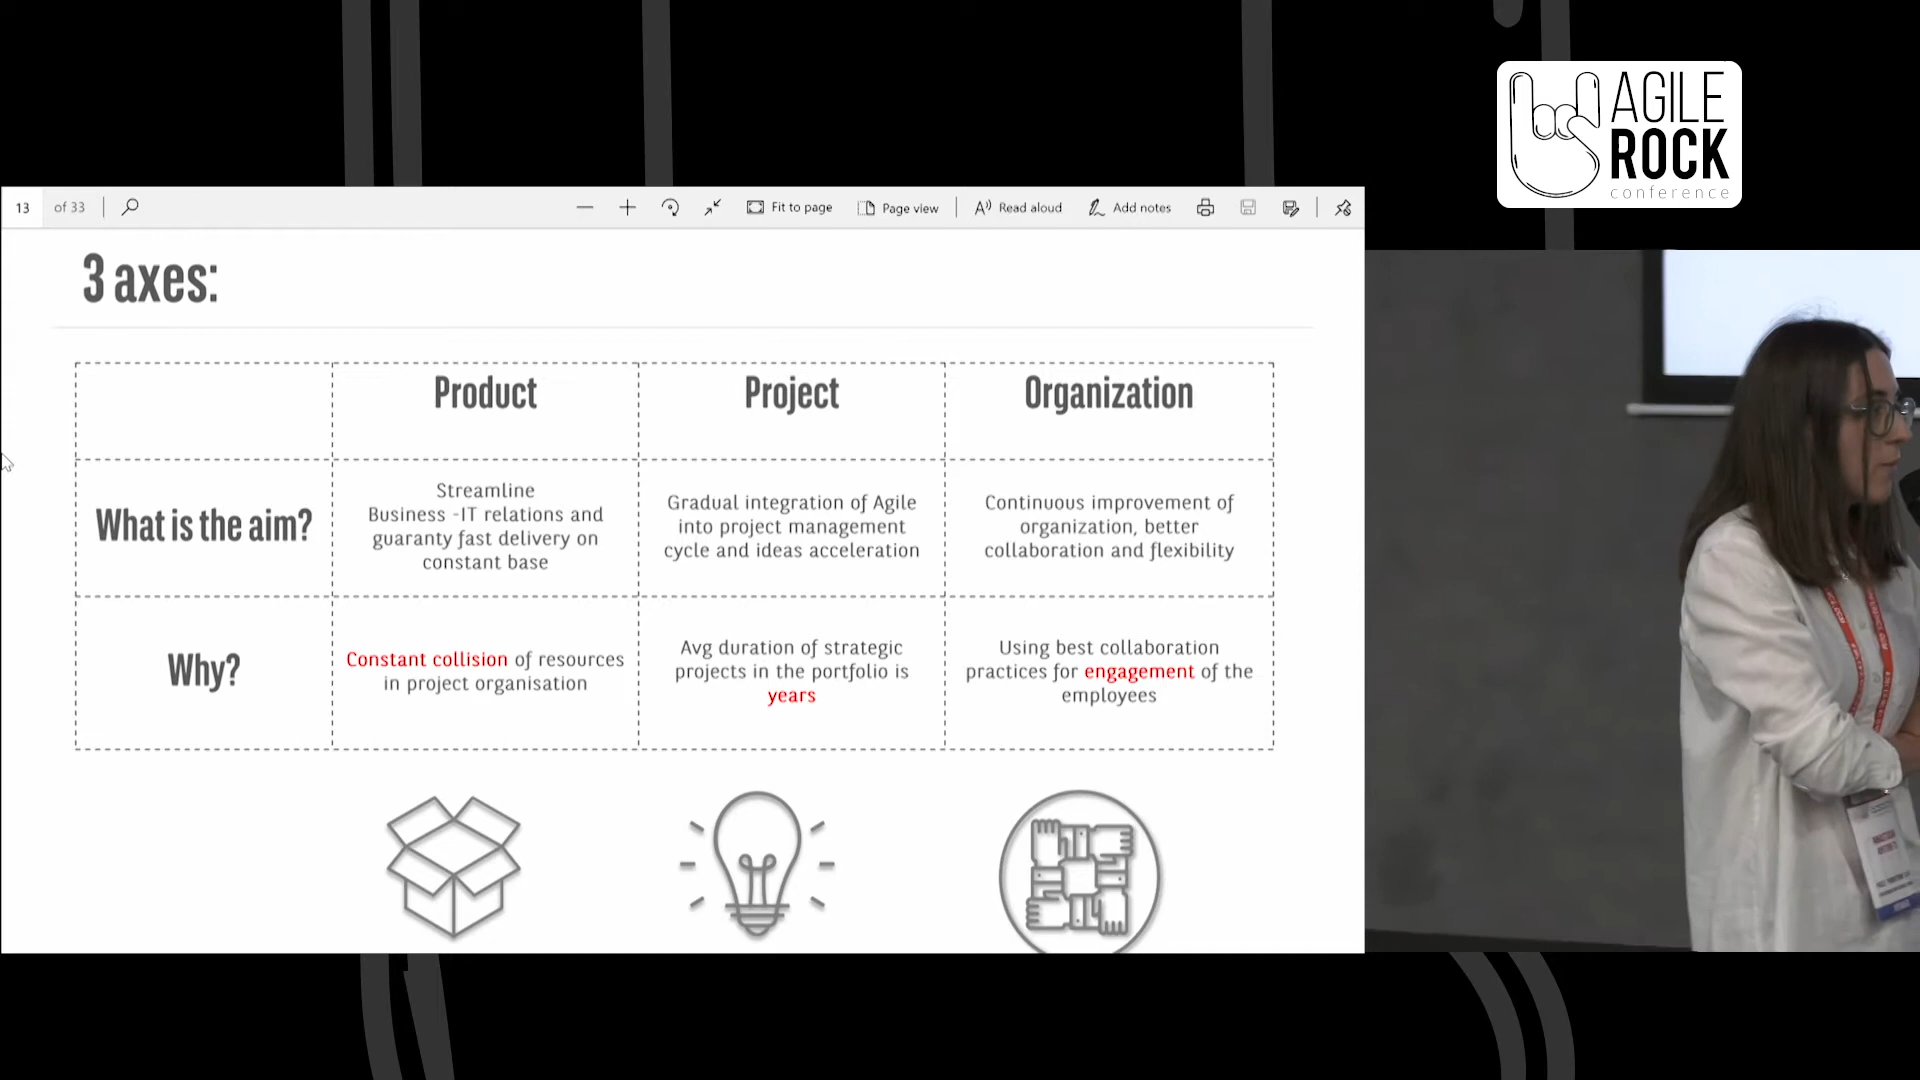 AGILE
ROCK
conference
13 of 33
Fit to page
Page view
Read aloud
Add notes
3 axes:
Product
Project
Organization
What is the aim?
Streamline
Business -IT relations and
guaranty fast delivery on
constant base
Gradual integration of Agile
into project management
cycle and ideas acceleration
Continuous improvement of
organization, better
collaboration and flexibility
Why?
Constant collision of resources
in project organisation
Avg duration of strategic
projects in the portfolio is
years
Using best collaboration
practices for engagement of the
employees